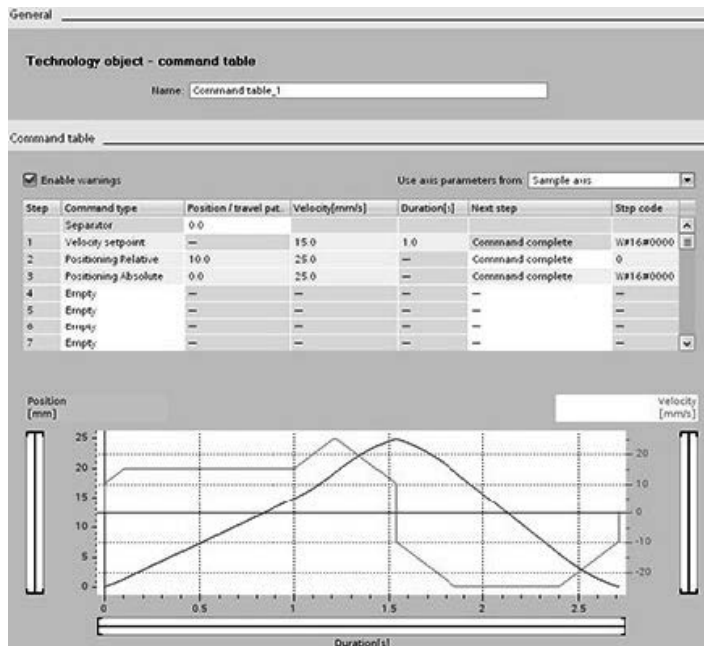 General
Technology object - command table
Name: Command table_1
Command table
Enable warnings Use axis parameters from: Sample axis
Step Command type Position / travel pat.. Velocity[mm/s] Duration[s] Next step Step code
Separator 0.0
1 Velocity setpoint — 15.0 1.0 Command complete W#16#0000
2 Positioning Relative 10.0 25.0 — Command complete 0
3 Positioning Absolute 0.0 25.0 — Command complete W#16#0000
4 Empty — — — — —
5 Empty — — — — —
6 Empty — — — — —
7 Empty — — — — —
Position Velocity
[mm] [mm/s]
25
20 20
15 10
10 0
5 -10
0 -20
0 0.5 1 1.5 2 2.5
Duration[s]